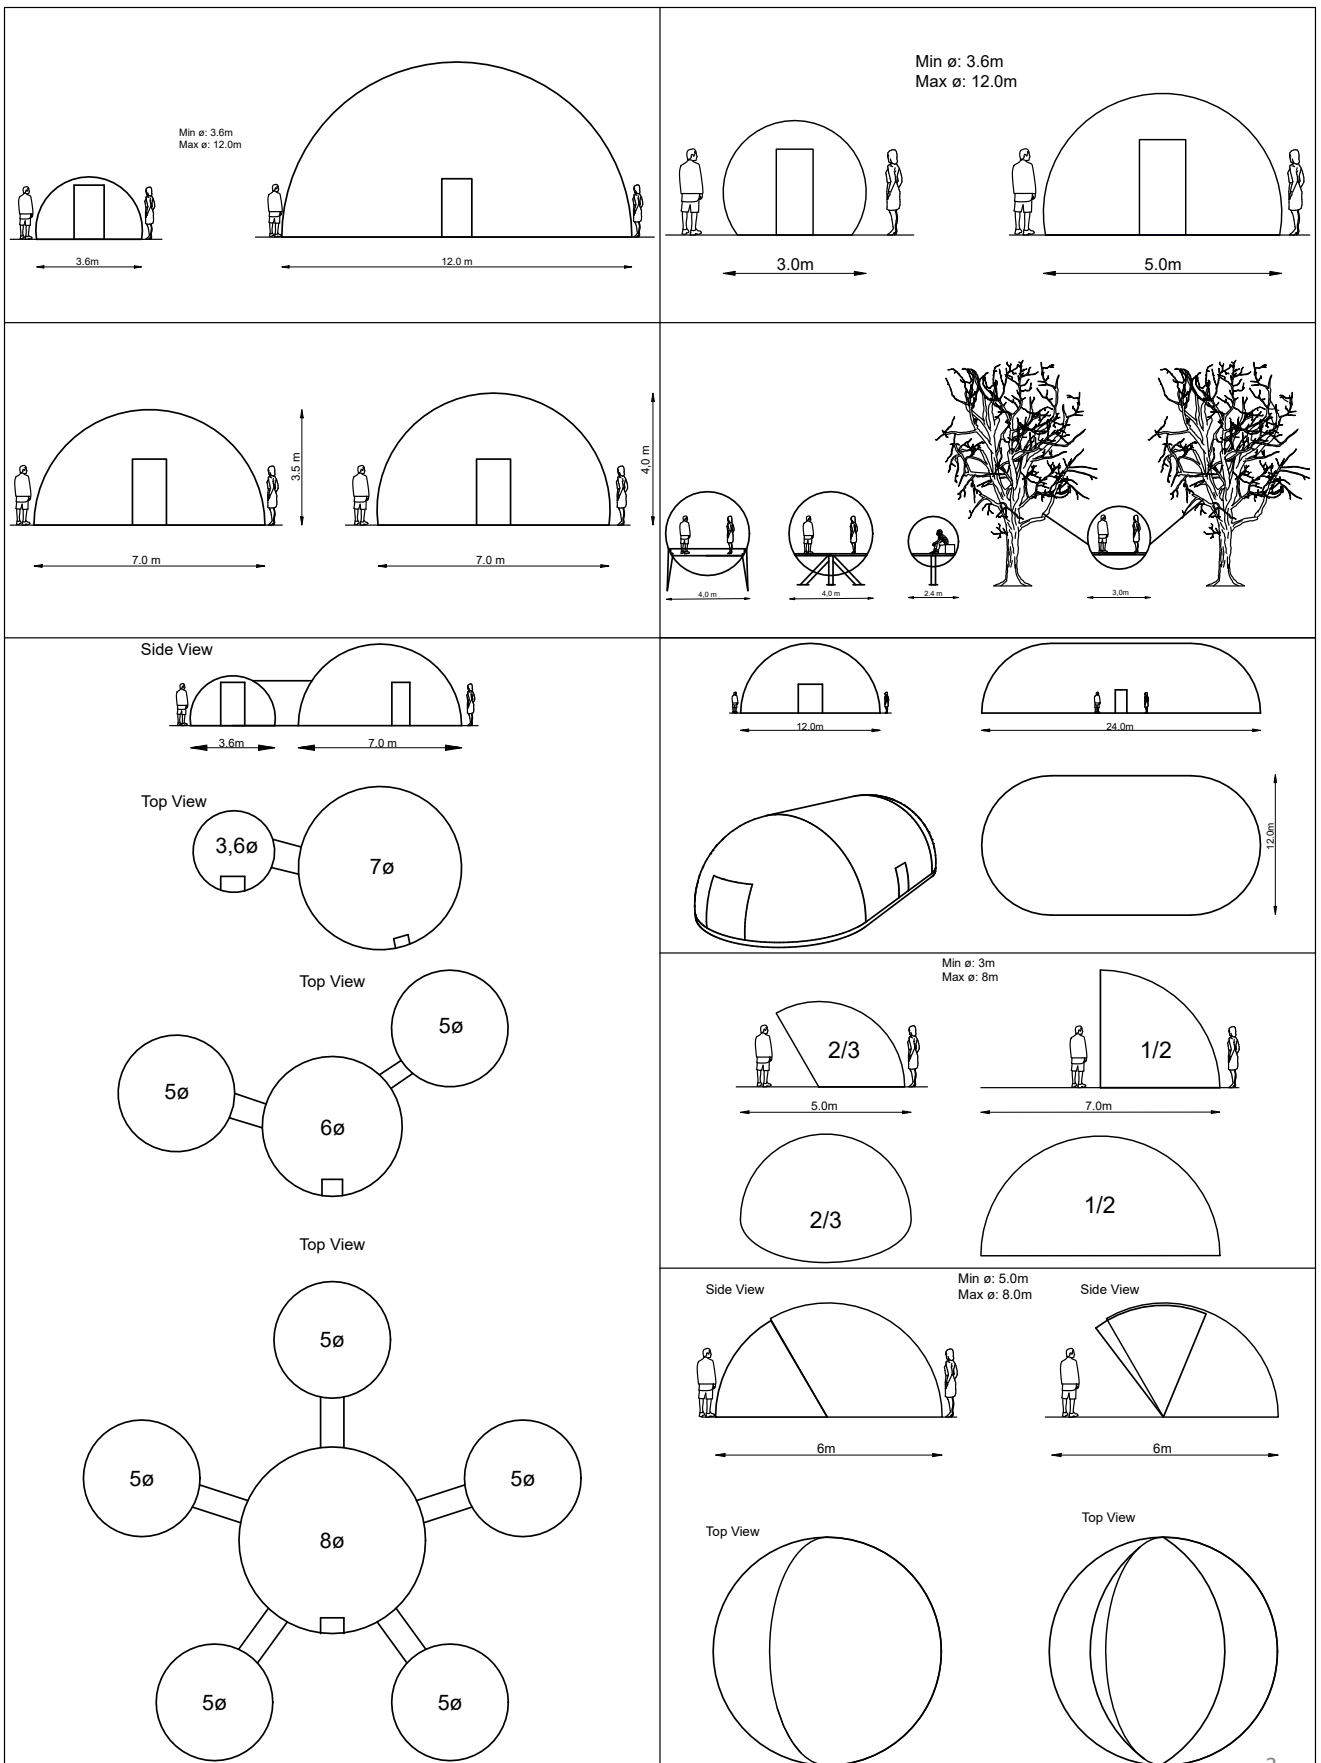 Min ø: 3.6m
Max ø: 12.0m
3.6m
12.0 m
Min ø: 3.6m
Max ø: 12.0m
3.0m
5.0m
3.5 m
4,0 m
7.0 m
7.0 m
4,0 m
4,0 m
2.4 m
3,0m
Side View
3.6m
7.0 m
Top View
3,6ø
7ø
Top View
5ø
5ø
6ø
Top View
5ø
5ø
5ø
8ø
5ø
5ø
12.0m
24.0m
12.0m
Min ø: 3m
Max ø: 8m
2/3
1/2
5.0m
7.0m
2/3
1/2
Side View
Min ø: 5.0m
Max ø: 8.0m
Side View
6m
6m
Top View
Top View